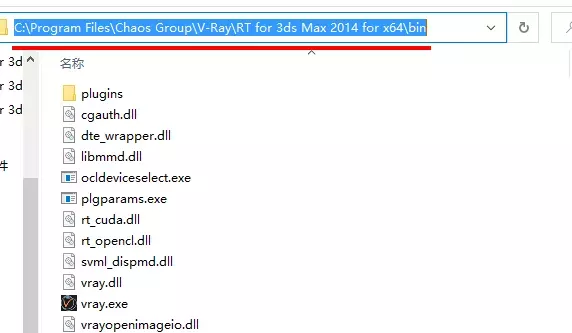 C:\Program Files\Chaos Group\V-Ray\RT for 3ds Max 2014 for x64\bin
r 3d
r 3d
r 3d
件
名称
plugins
cgauth.dll
dte_wrapper.dll
libmmd.dll
ocldeviceselect.exe
plgparams.exe
rt_cuda.dll
rt_opencl.dll
svml_dispmd.dll
vray.dll
vray.exe
vrayopenimageio.dll